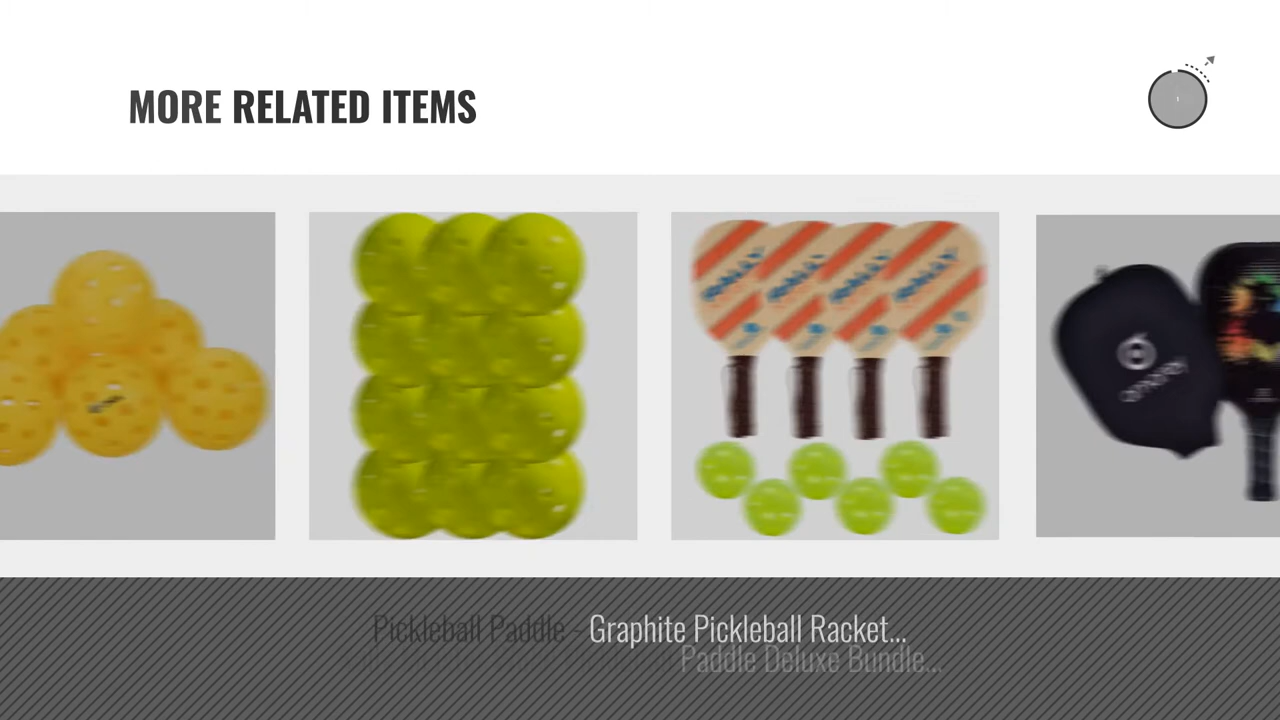 MORE RELATED ITEMS
Pickleball Paddle - Graphite Pickleball Racket...
Paddle Deluxe Bundle...